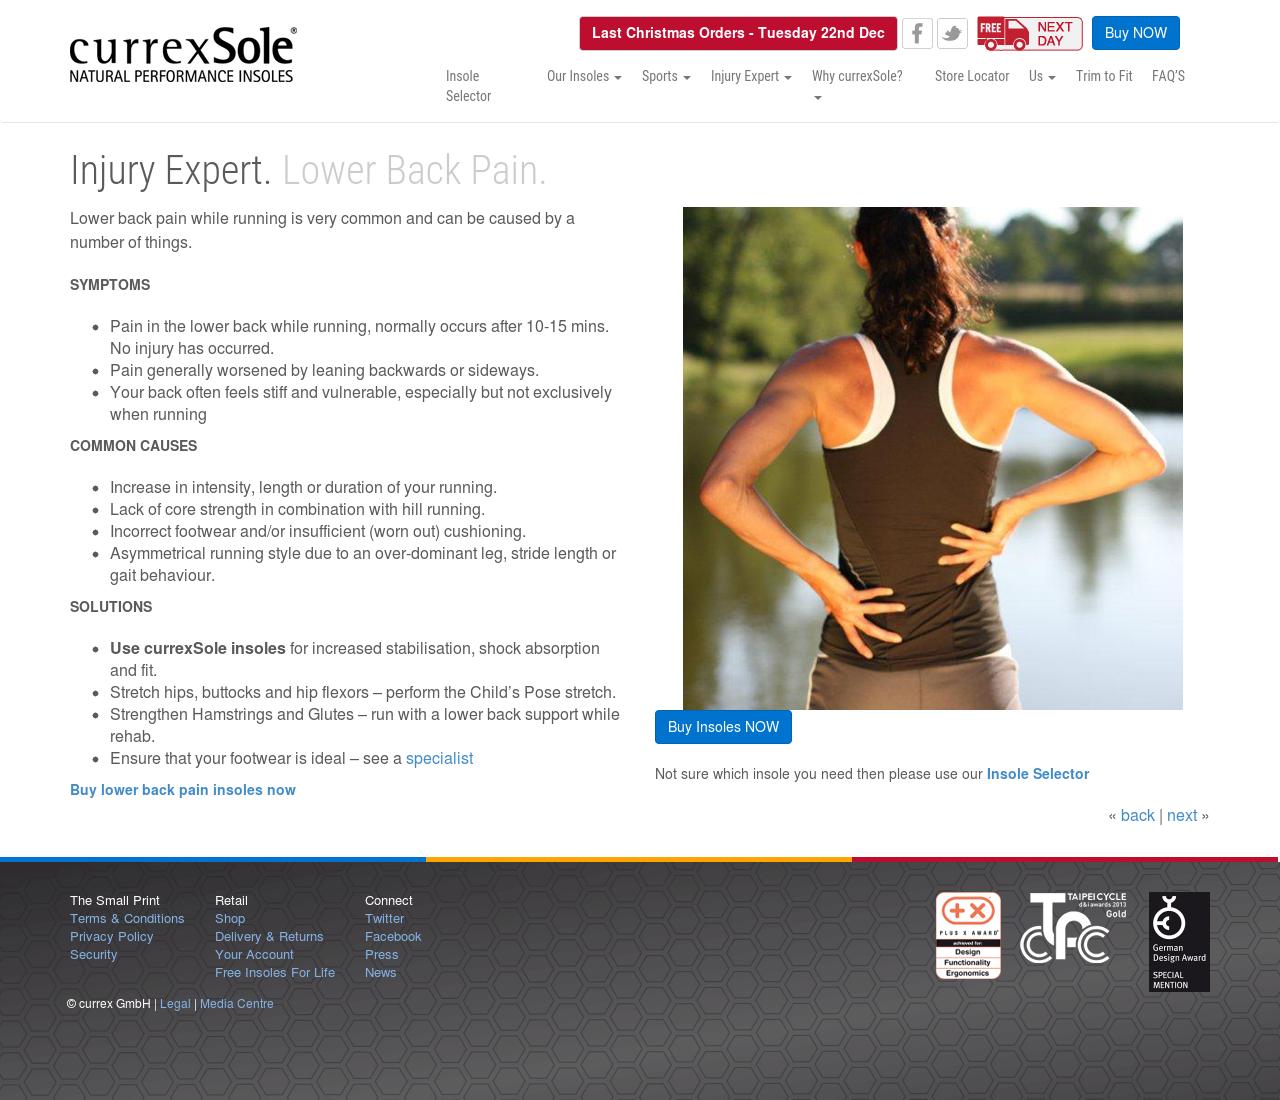 currexSole®
NATURAL PERFORMANCE INSOLES
Last Christmas Orders - Tuesday 22nd Dec
FREE NEXT DAY
Buy NOW
Insole Selector
Our Insoles
Sports
Injury Expert
Why currexSole?
Store Locator
Us
Trim to Fit
FAQ'S
Injury Expert. Lower Back Pain.
Lower back pain while running is very common and can be caused by a
number of things.
SYMPTOMS
Pain in the lower back while running, normally occurs after 10-15 mins.
No injury has occurred.
Pain generally worsened by leaning backwards or sideways.
Your back often feels stiff and vulnerable, especially but not exclusively
when running
COMMON CAUSES
Increase in intensity, length or duration of your running.
Lack of core strength in combination with hill running.
Incorrect footwear and/or insufficient (worn out) cushioning.
Asymmetrical running style due to an over-dominant leg, stride length or
gait behaviour.
SOLUTIONS
Use currexSole insoles for increased stabilisation, shock absorption
and fit.
Stretch hips, buttocks and hip flexors – perform the Child's Pose stretch.
Strengthen Hamstrings and Glutes – run with a lower back support while
rehab.
Ensure that your footwear is ideal – see a specialist
Buy lower back pain insoles now
Buy Insoles NOW
Not sure which insole you need then please use our Insole Selector
« back | next »
The Small Print
Terms & Conditions
Privacy Policy
Security
Retail
Shop
Delivery & Returns
Your Account
Free Insoles For Life
Connect
Twitter
Facebook
Press
News
PLUS X AWARD®
achieved for:
Design
Functionality
Ergonomics
TAIPEI CYCLE
d&i awards 2013
Gold
German
Design Award
SPECIAL
MENTION
© currex GmbH | Legal | Media Centre